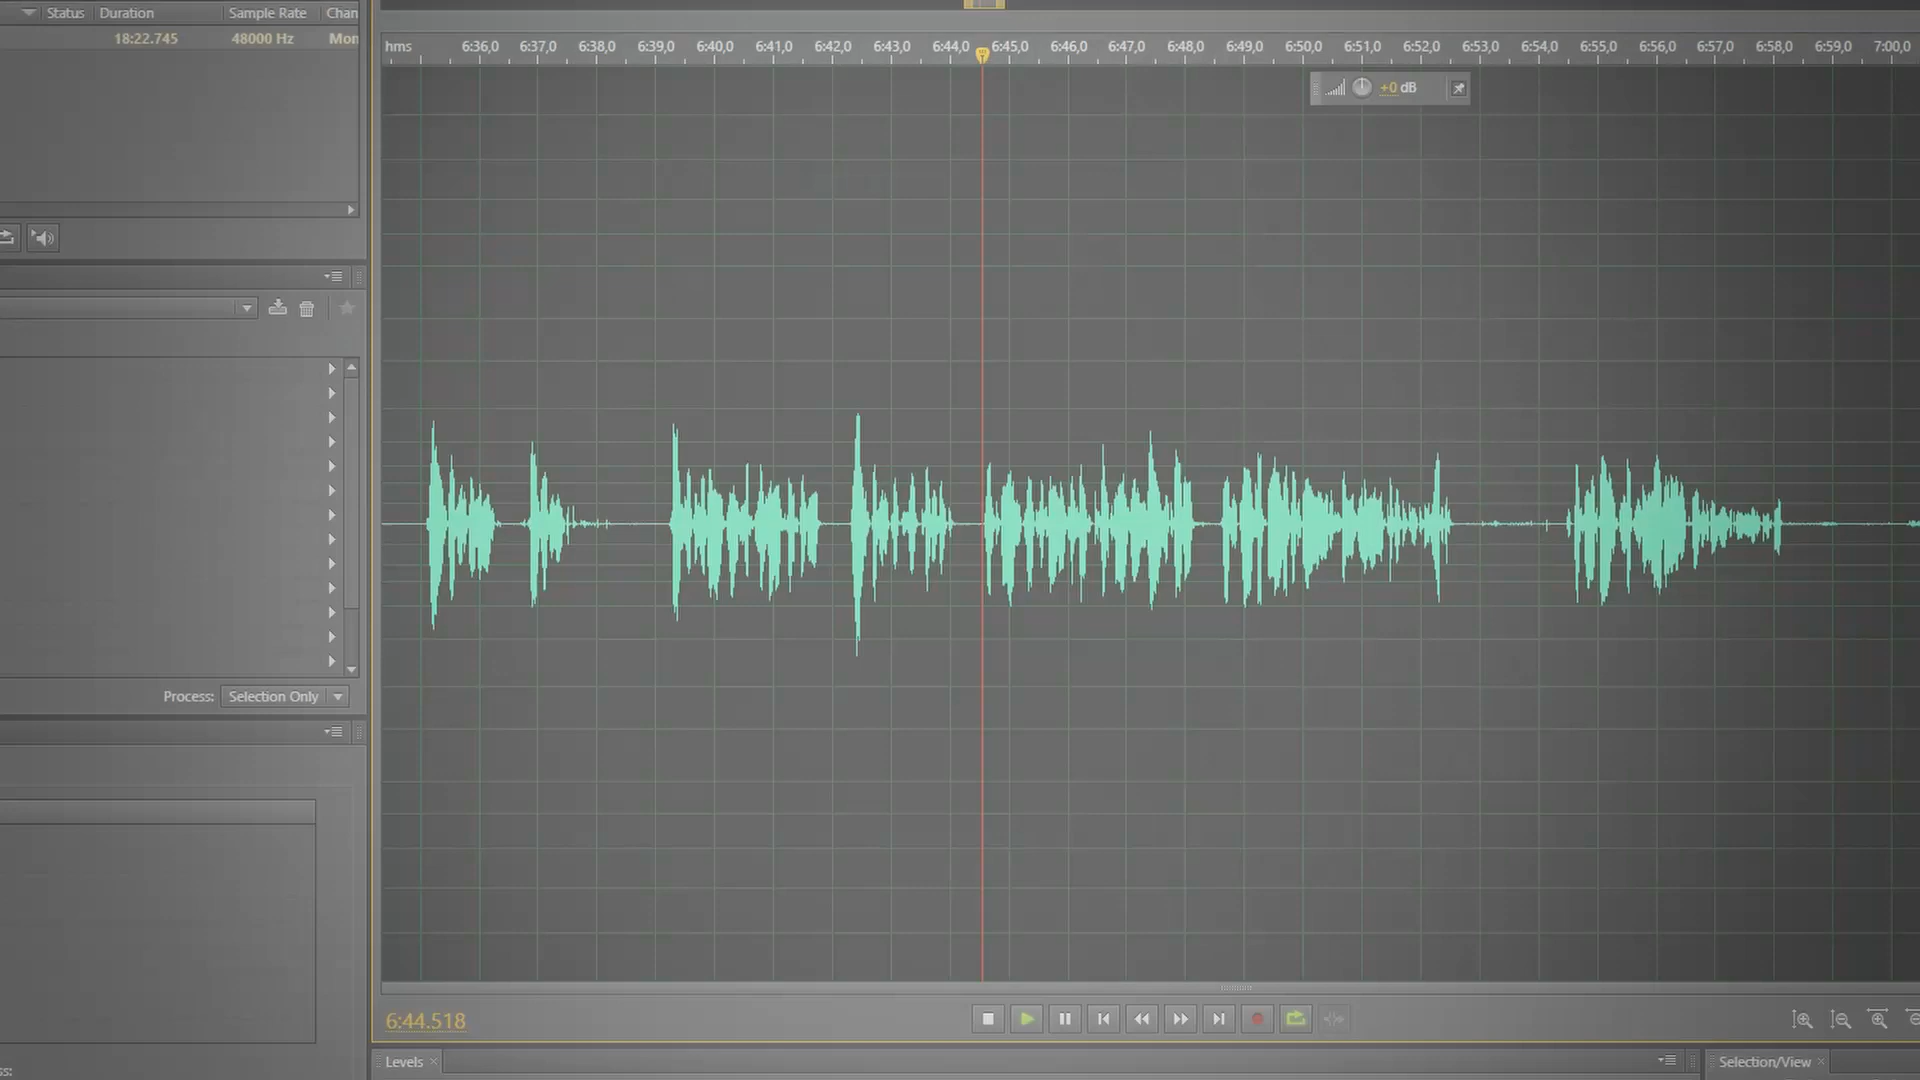 Status Duration Sample Rate Chan
18:22.745 48000 Hz Mon
hms 6:36,0 6:37,0 6:38,0 6:39,0 6:40,0 6:41,0 6:42,0 6:43,0 6:44,0 6:45,0 6:46,0 6:47,0 6:48,0 6:49,0 6:50,0 6:51,0 6:52,0 6:53,0 6:54,0 6:55,0 6:56,0 6:57,0 6:58,0 6:59,0 7:00,0
+0 dB
Process: Selection Only
6:44.518
Levels
Selection/View
ss: